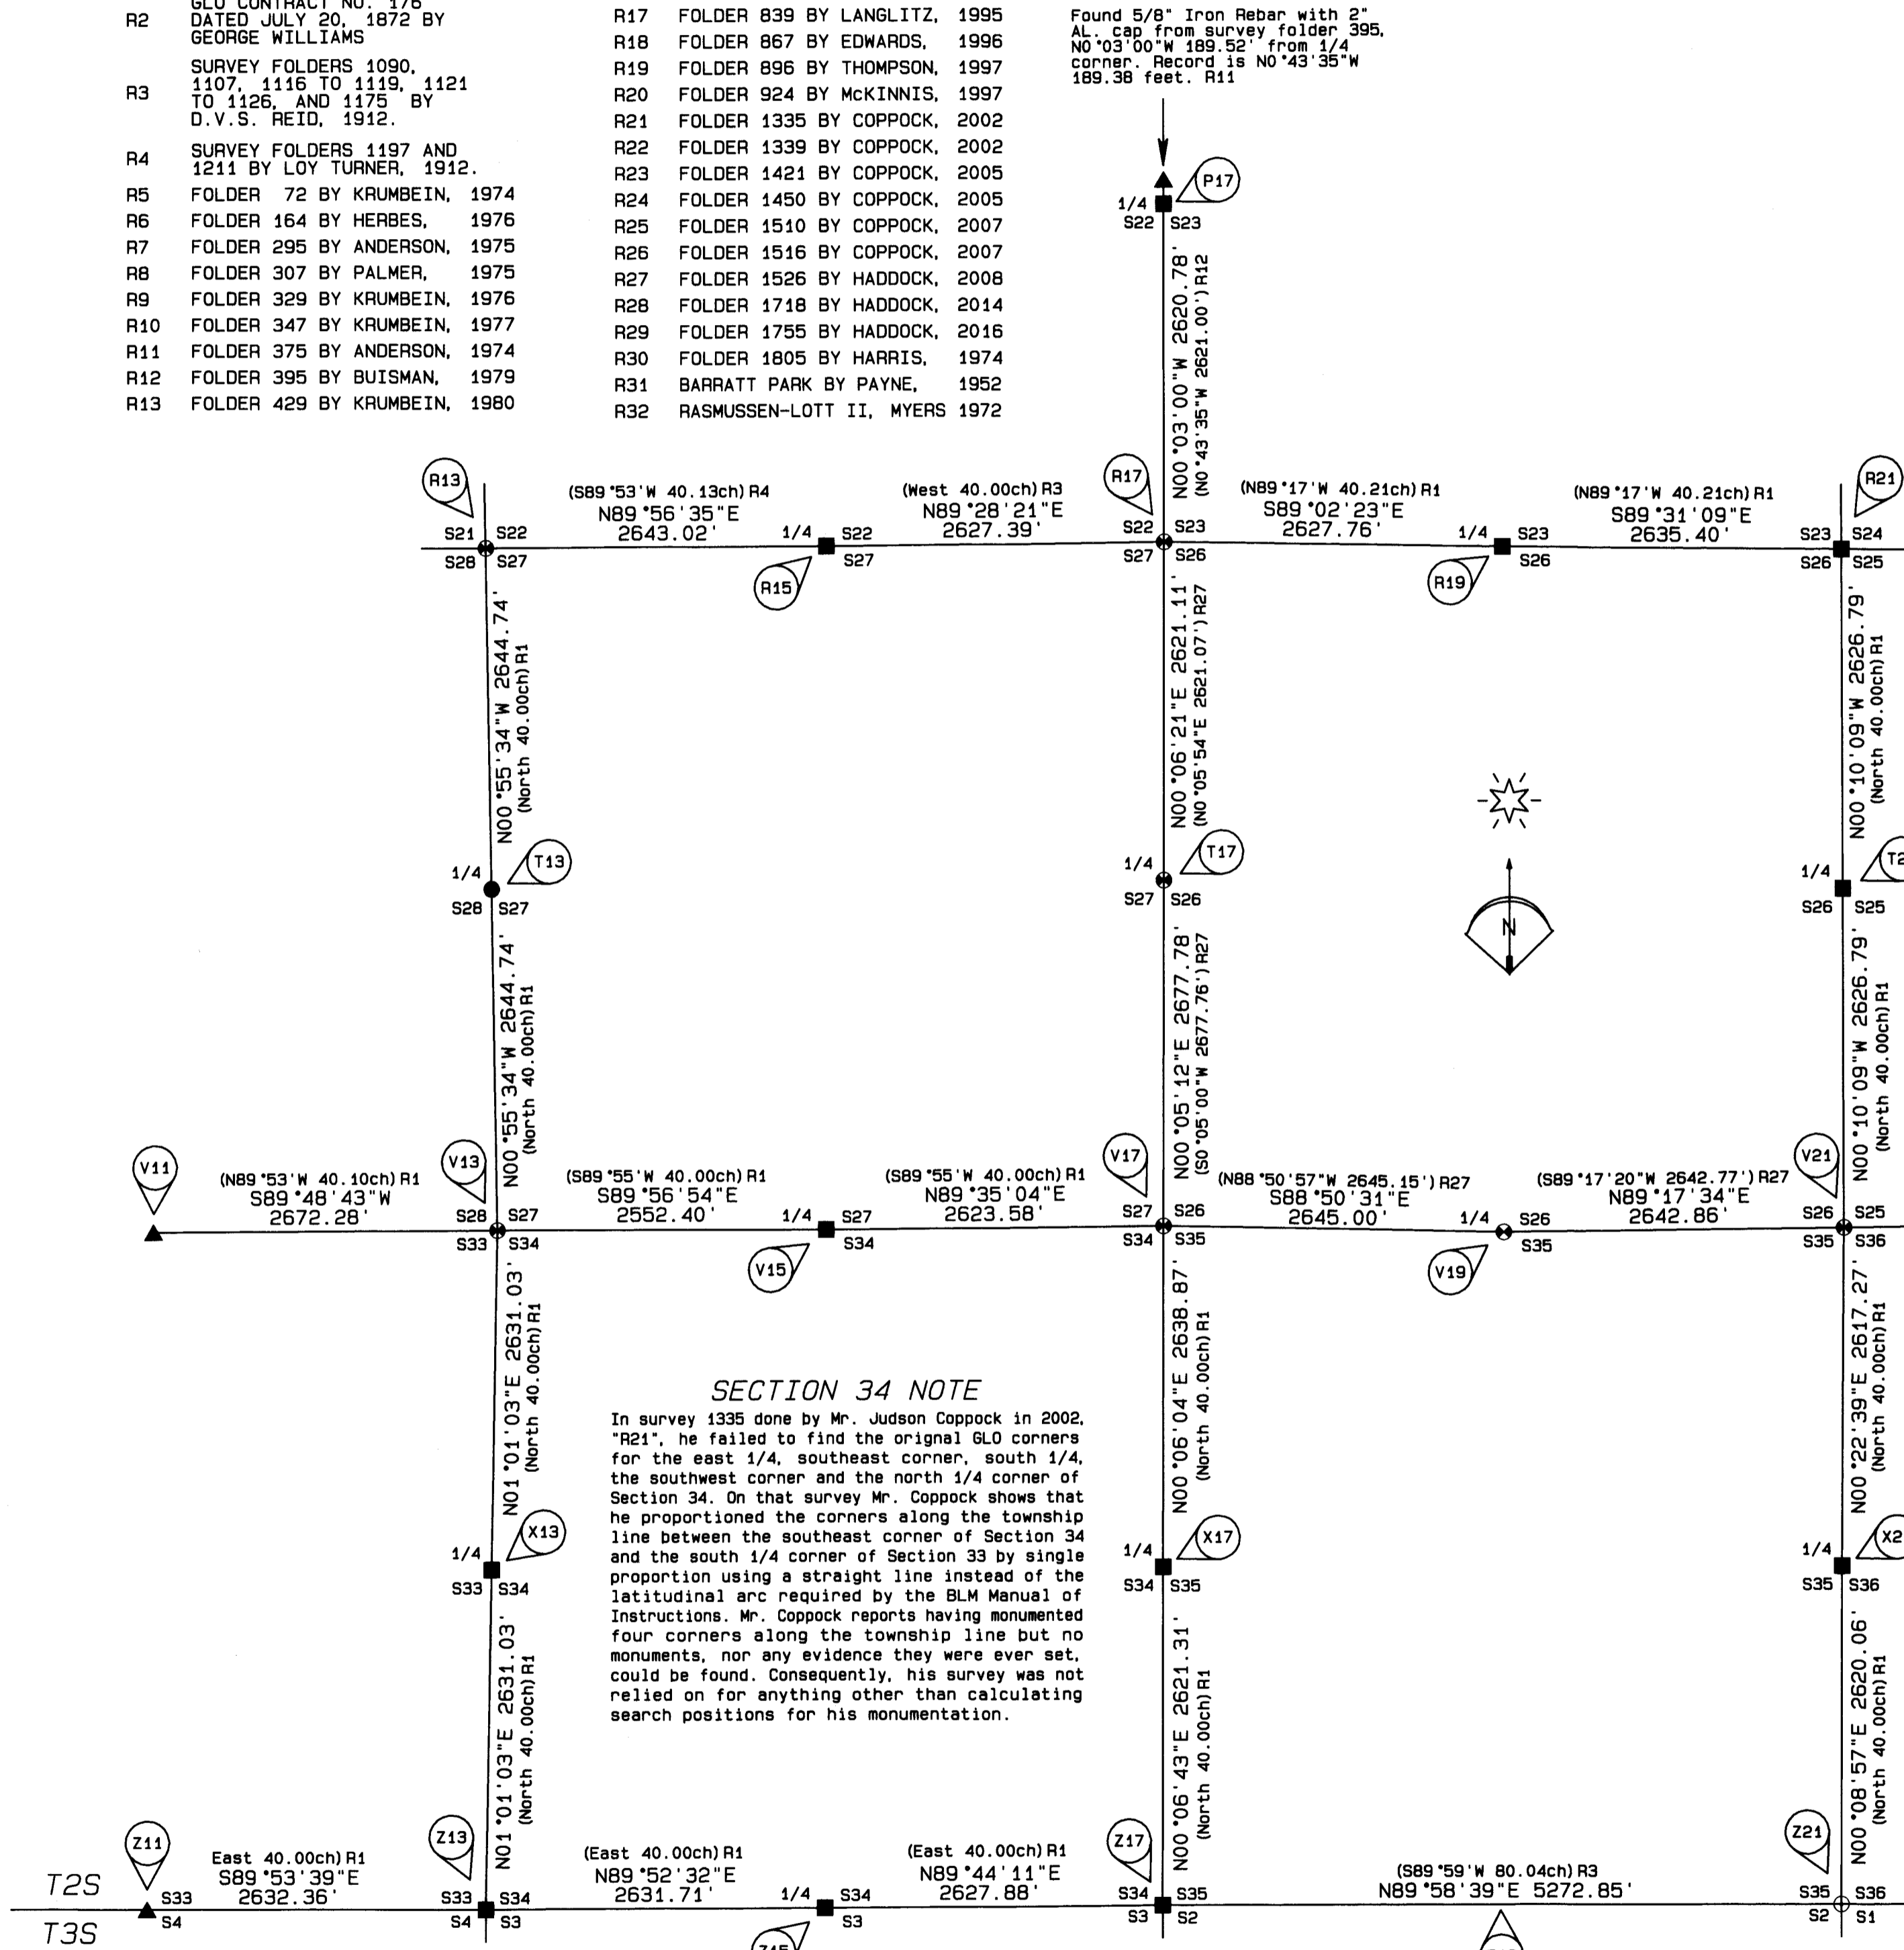 GLO CONTRACT NO. 176
R2 DATED JULY 20, 1872 BY
GEORGE WILLIAMS
SURVEY FOLDERS 1090,
1107, 1116 TO 1119, 1121
R3 TO 1126, AND 1175 BY
D.V.S. REID, 1912.
R4 SURVEY FOLDERS 1197 AND
1211 BY LOY TURNER, 1912.
R5 FOLDER 72 BY KRUMBEIN, 1974
R6 FOLDER 164 BY HERBES, 1976
R7 FOLDER 295 BY ANDERSON, 1975
R8 FOLDER 307 BY PALMER, 1975
R9 FOLDER 329 BY KRUMBEIN, 1976
R10 FOLDER 347 BY KRUMBEIN, 1977
R11 FOLDER 375 BY ANDERSON, 1974
R12 FOLDER 395 BY BUISMAN, 1979
R13 FOLDER 429 BY KRUMBEIN, 1980
R17 FOLDER 839 BY LANGLITZ, 1995
R18 FOLDER 867 BY EDWARDS, 1996
R19 FOLDER 896 BY THOMPSON, 1997
R20 FOLDER 924 BY McKINNIS, 1997
R21 FOLDER 1335 BY COPPOCK, 2002
R22 FOLDER 1339 BY COPPOCK, 2002
R23 FOLDER 1421 BY COPPOCK, 2005
R24 FOLDER 1450 BY COPPOCK, 2005
R25 FOLDER 1510 BY COPPOCK, 2007
R26 FOLDER 1516 BY COPPOCK, 2007
R27 FOLDER 1526 BY HADDOCK, 2008
R28 FOLDER 1718 BY HADDOCK, 2014
R29 FOLDER 1755 BY HADDOCK, 2016
R30 FOLDER 1805 BY HARRIS, 1974
R31 BARRATT PARK BY PAYNE, 1952
R32 RASMUSSEN-LOTT II, MYERS 1972
Found 5/8" Iron Rebar with 2"
AL. cap from survey folder 395,
N0°03'00"W 189.52' from 1/4
corner. Record is N0°43'35"W
189.38 feet. R11
P17
1/4
S22 S23
N00°03'00"W 2620.78'
(N0°43'35"W 2621.00')R12
R13
(S89°53'W 40.13ch)R4
N89°56'35"E
2643.02'
(West 40.00ch)R3
N89°28'21"E
2627.39'
R17
(N89°17'W 40.21ch)R1
S89°02'23"E
2627.76'
(N89°17'W 40.21ch)R1
S89°31'09"E
2635.40'
R21
S21 S22
1/4 S22
S22 S23
1/4 S23
S23 S24
S28 S27
S27
S27 S26
S26
S26 S25
R15
R19
N00°55'34"W 2644.74'
(North 40.00ch)R1
N00°06'21"E 2621.11'
(N0°05'54"E 2621.07')R27
N00°10'09"W 2626.79'
(North 40.00ch)R1
1/4
T13
S28 S27
1/4
T17
S27 S26
N
1/4
S26 S25
N00°55'34"W 2644.74'
(North 40.00ch)R1
N00°05'12"E 2677.78'
(S0°05'00"W 2677.76')R27
N00°10'09"W 2626.79'
(North 40.00ch)R1
V11
(N89°53'W 40.10ch)R1
S89°48'43"W
2672.28'
V13
(S89°55'W 40.00ch)R1
S89°56'54"E
2552.40'
(S89°55'W 40.00ch)R1
N89°35'04"E
2623.58'
V17
(N88°50'57"W 2645.15')R27
S88°50'31"E
2645.00'
(S89°17'20"W 2642.77')R27
N89°17'34"E
2642.86'
V21
S28 S27
1/4 S27
S27 S26
1/4 S26
S26 S25
S33 S34
S34
S34 S35
S35
S35 S36
V15
V19
N01°01'03"E 2631.03'
(North 40.00ch)R1
N00°06'04"E 2638.87'
(North 40.00ch)R1
N00°22'39"E 2617.27'
(North 40.00ch)R1
SECTION 34 NOTE
In survey 1335 done by Mr. Judson Coppock in 2002,
"R21", he failed to find the orignal GLO corners
for the east 1/4, southeast corner, south 1/4,
the southwest corner and the north 1/4 corner of
Section 34. On that survey Mr. Coppock shows that
he proportioned the corners along the township
line between the southeast corner of Section 34
and the south 1/4 corner of Section 33 by single
proportion using a straight line instead of the
latitudinal arc required by the BLM Manual of
Instructions. Mr. Coppock reports having monumented
four corners along the township line but no
monuments, nor any evidence they were ever set,
could be found. Consequently, his survey was not
relied on for anything other than calculating
search positions for his monumentation.
1/4
X13
S33 S34
1/4
X17
S34 S35
1/4
S35 S36
N01°01'03"E 2631.03'
(North 40.00ch)R1
N00°06'43"E 2621.31'
(North 40.00ch)R1
N00°08'57"E 2620.06'
(North 40.00ch)R1
T2S
T3S
Z11
East 40.00ch)R1
S89°53'39"E
2632.36'
Z13
(East 40.00ch)R1
N89°52'32"E
2631.71'
(East 40.00ch)R1
N89°44'11"E
2627.88'
Z17
(S89°59'W 80.04ch)R3
N89°58'39"E 5272.85'
Z21
S33
S33 S34
1/4 S34
S34 S35
S35 S36
S4
S4 S3
S3
S3 S2
S2 S1